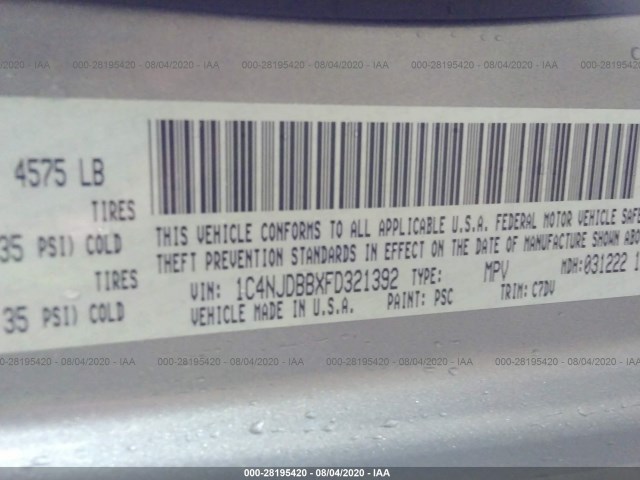 000-28195420 - 08/04/2020 - IAA
4575 LB
TIRES
THIS VEHICLE CONFORMS TO ALL APPLICABLE U.S.A. FEDERAL MOTOR VEHICLE SAFE
35 PSI) COLD
THEFT PREVENTION STANDARDS IN EFFECT ON THE DATE OF MANUFACTURE SHOWN ABO
TIRES
VIN: 1C4NJDBBXFD321392 TYPE: MPV MDH:031222 1
35 PSI) COLD
VEHICLE MADE IN U.S.A. PAINT: PSC TRIM: C7DV
000-28195420 - 08/04/2020 - IAA
000-28195420 - 08/04/2020 - IAA